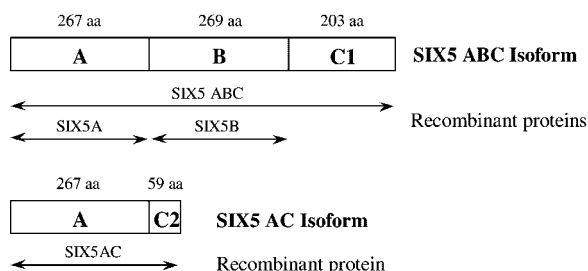 267 aa 269 aa 203 aa
A B C1 SIX5 ABC Isoform
SIX5 ABC
Recombinant proteins
SIX5A SIX5B
267 aa 59 aa
A C2 SIX5 AC Isoform
SIX5AC
Recombinant protein